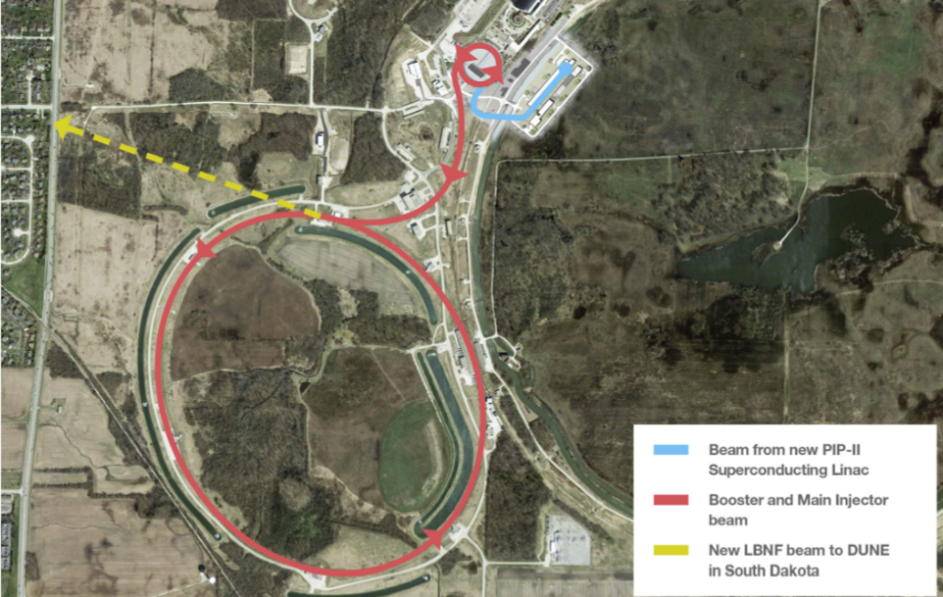 Beam from new PIP-II
Superconducting Linac
Booster and Main Injector
beam
New LBNF beam to DUNE
in South Dakota